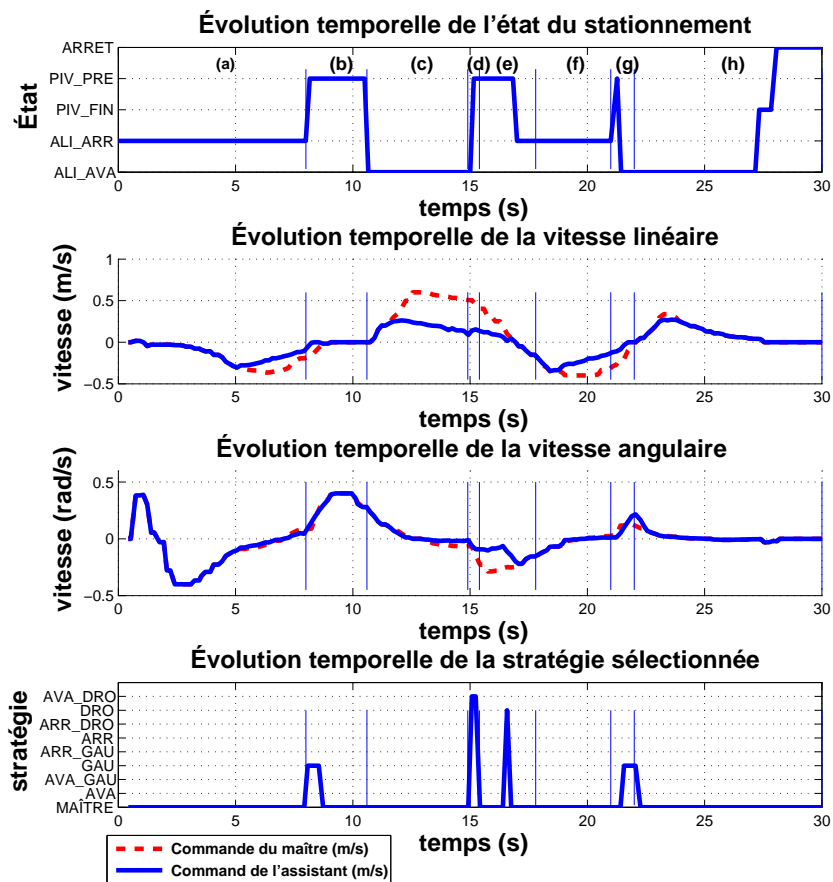 Évolution temporelle de l'état du stationnement
ARRET
PIV_PRE
PIV_FIN
ALI_ARR
ALI_AVA
État
(a) (b) (c) (d) (e) (f) (g) (h)
0 5 10 15 20 25 30
temps (s)
Évolution temporelle de la vitesse linéaire
1
0.5
0
−0.5
vitesse (m/s)
0 5 10 15 20 25 30
temps (s)
Évolution temporelle de la vitesse angulaire
0.5
0
−0.5
vitesse (rad/s)
0 5 10 15 20 25 30
temps (s)
Évolution temporelle de la stratégie sélectionnée
AVA_DRO
DRO
ARR_DRO
ARR
ARR_GAU
GAU
AVA_GAU
AVA
MAÎTRE
stratégie
0 5 10 15 20 25 30
temps (s)
Commande du maître (m/s)
Command de l'assistant (m/s)